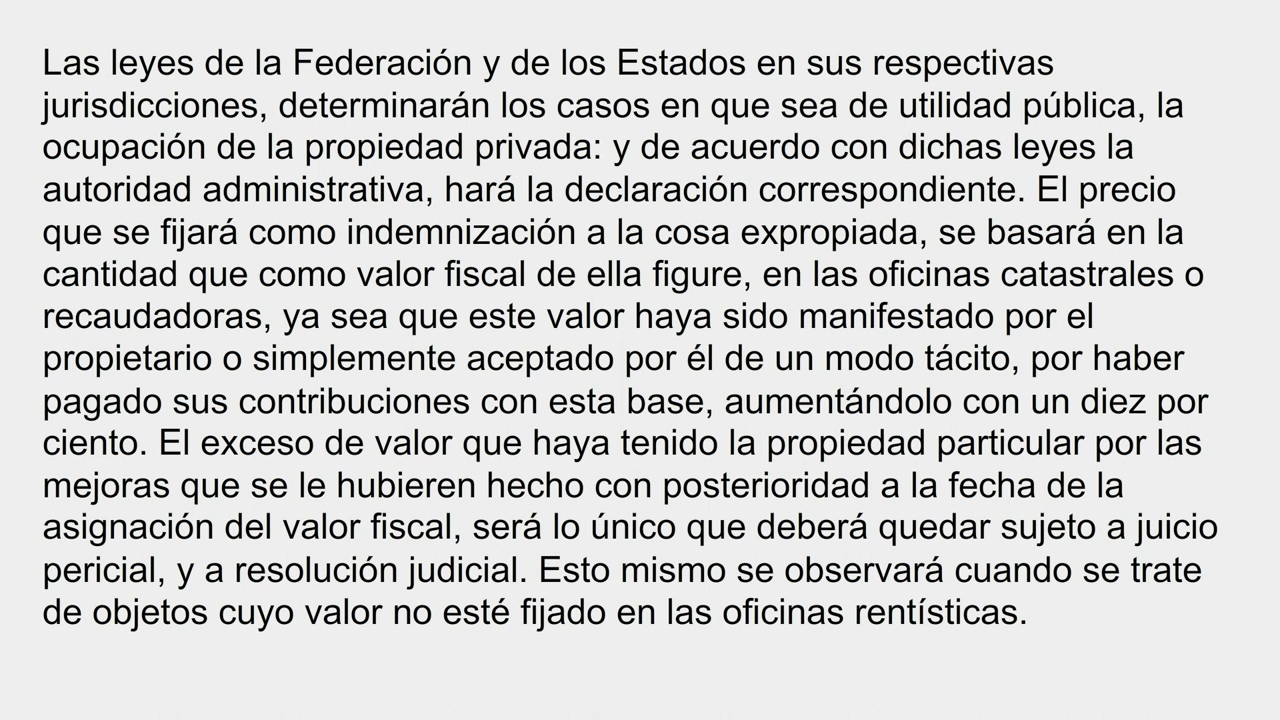 Las leyes de la Federación y de los Estados en sus respectivas
jurisdicciones, determinarán los casos en que sea de utilidad pública, la
ocupación de la propiedad privada: y de acuerdo con dichas leyes la
autoridad administrativa, hará la declaración correspondiente. El precio
que se fijará como indemnización a la cosa expropiada, se basará en la
cantidad que como valor fiscal de ella figure, en las oficinas catastrales o
recaudadoras, ya sea que este valor haya sido manifestado por el
propietario o simplemente aceptado por él de un modo tácito, por haber
pagado sus contribuciones con esta base, aumentándolo con un diez por
ciento. El exceso de valor que haya tenido la propiedad particular por las
mejoras que se le hubieren hecho con posterioridad a la fecha de la
asignación del valor fiscal, será lo único que deberá quedar sujeto a juicio
pericial, y a resolución judicial. Esto mismo se observará cuando se trate
de objetos cuyo valor no esté fijado en las oficinas rentísticas.